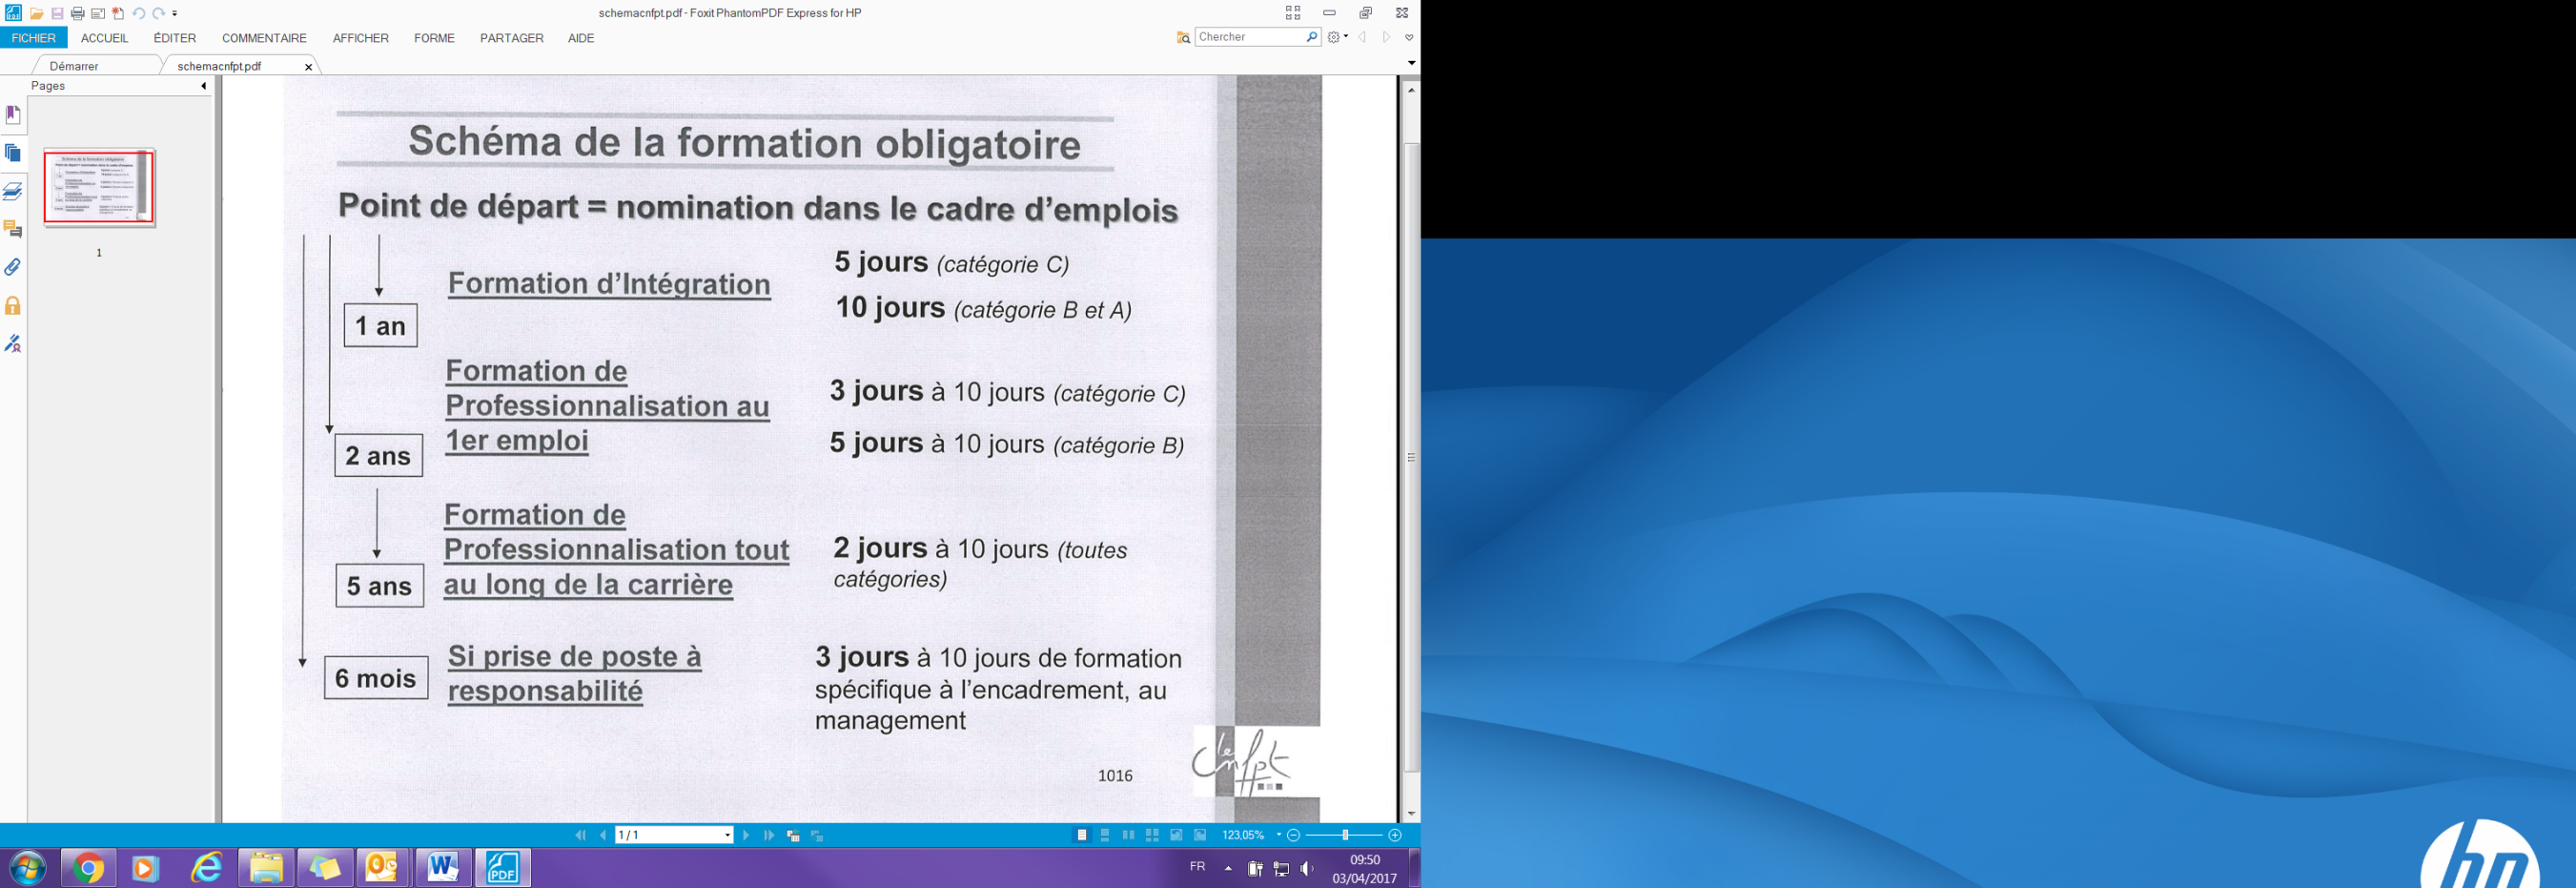 schemacnfpt.pdf - Foxit PhantomPDF Express for HP
FICHIER ACCUEIL ÉDITER COMMENTAIRE AFFICHER FORME PARTAGER AIDE
Chercher
Démarrer schemacnfpt.pdf
Pages
1
Schéma de la formation obligatoire
Point de départ = nomination dans le cadre d'emplois
1 an
Formation d'Intégration
5 jours (catégorie C)
10 jours (catégorie B et A)
2 ans
Formation de
Professionnalisation au
1er emploi
3 jours à 10 jours (catégorie C)
5 jours à 10 jours (catégorie B)
5 ans
Formation de
Professionnalisation tout
au long de la carrière
2 jours à 10 jours (toutes
catégories)
6 mois
Si prise de poste à
responsabilité
3 jours à 10 jours de formation
spécifique à l'encadrement, au
management
1016
le cnfpt
1 / 1
123,05%
FR
09:50
03/04/2017
hp